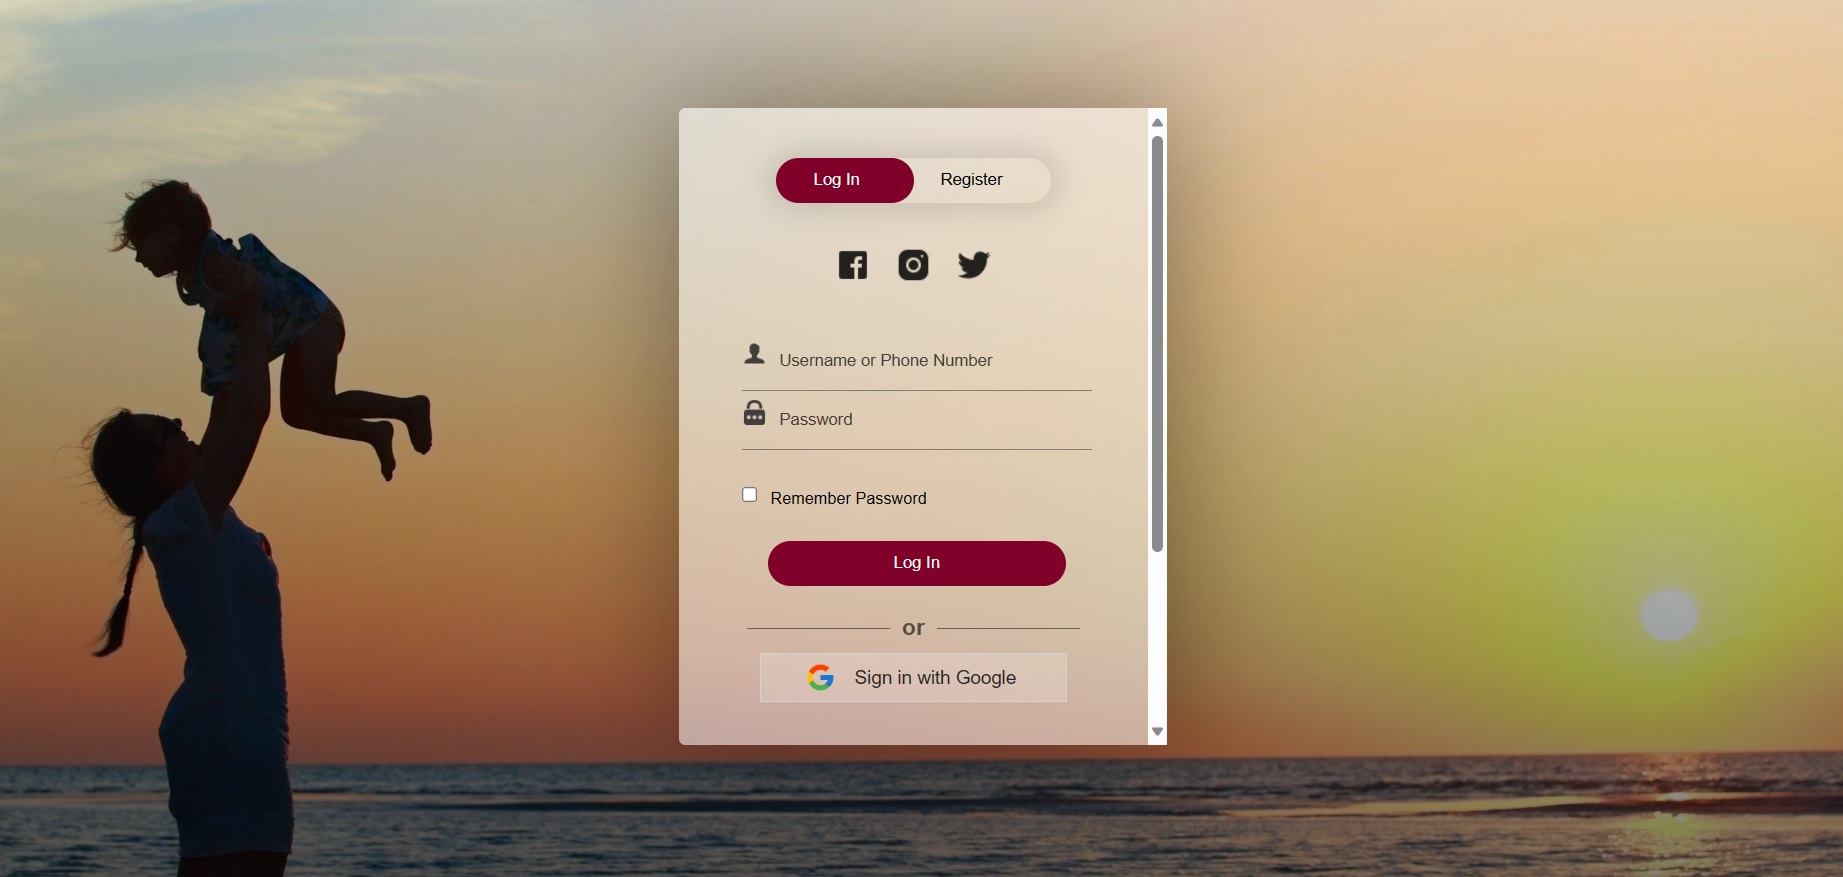 Log In
Register
Username or Phone Number
Password
Remember Password
Log In
or
Sign in with Google